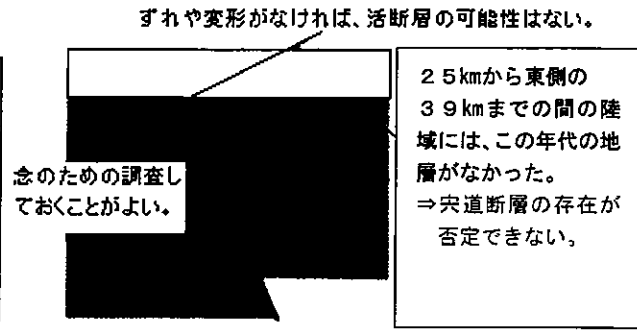 ずれや変形がなければ、活断層の可能性はない。
25㎞から東側の
39㎞までの間の陸
域には、この年代の地
層がなかった。
⇒宍道断層の存在が
否定できない。
念のための調査し
ておくことがよい。